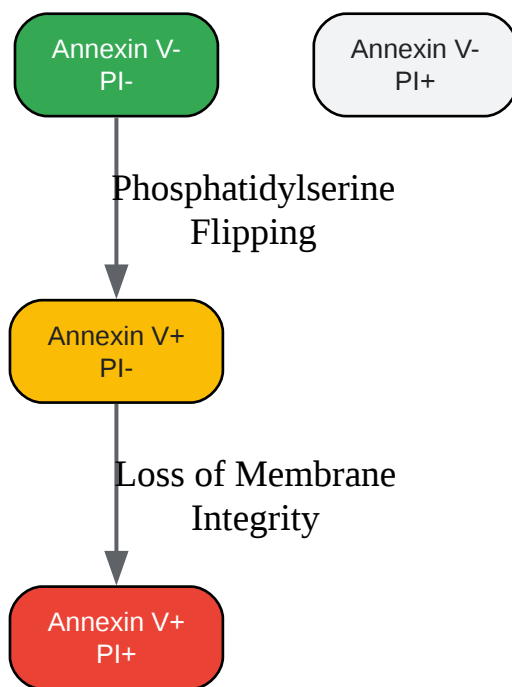 Annexin V-
PI-
Annexin V-
PI+
Phosphatidylserine
Flipping
Annexin V+
PI-
Loss of Membrane
Integrity
Annexin V+
PI+